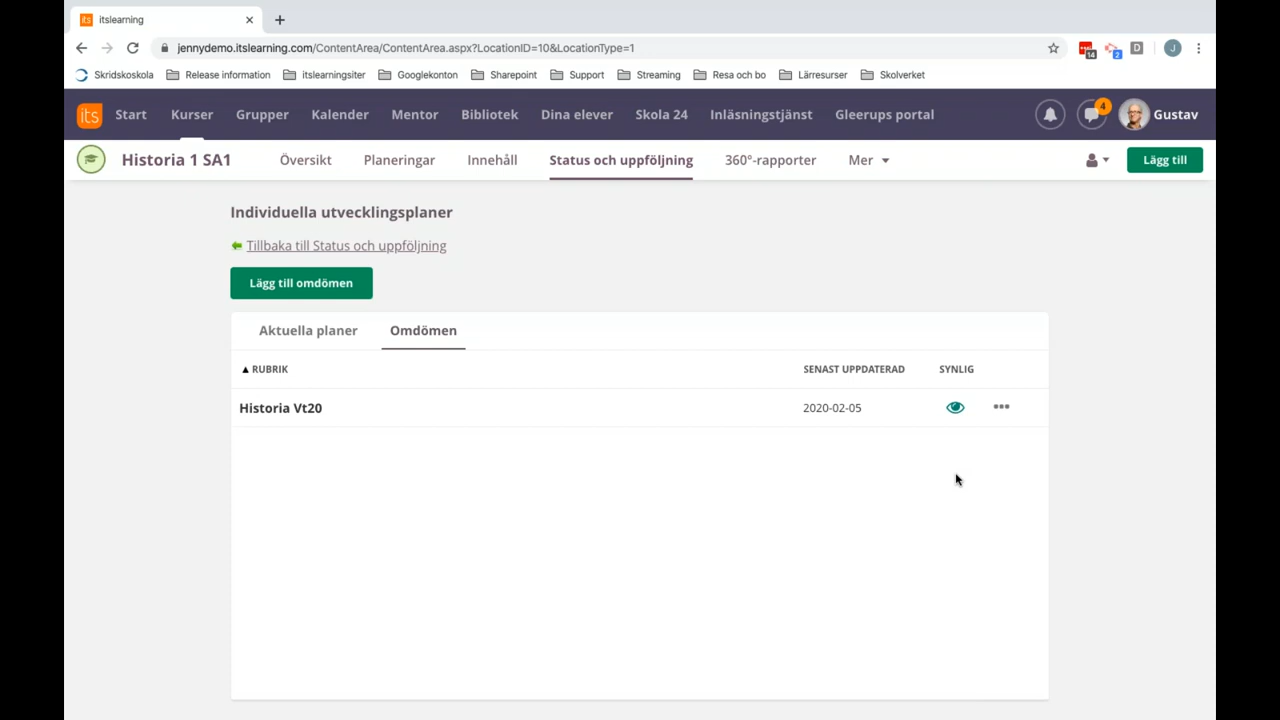 its itslearning
jennydemo.itslearning.com/ContentArea/ContentArea.aspx?LocationID=10&LocationType=1
14 2 D J
Skridskoskola Release information itslearningsiter Googlekonton Sharepoint Support Streaming Resa och bo Lärresurser Skolverket
its Start Kurser Grupper Kalender Mentor Bibliotek Dina elever Skola 24 Inläsningstjänst Gleerups portal 4 Gustav
Historia 1 SA1 Översikt Planeringar Innehåll Status och uppföljning 360°-rapporter Mer Lägg till
Individuella utvecklingsplaner
Tillbaka till Status och uppföljning
Lägg till omdömen
Aktuella planer Omdömen
RUBRIK SENAST UPPDATERAD SYNLIG
Historia Vt20 2020-02-05